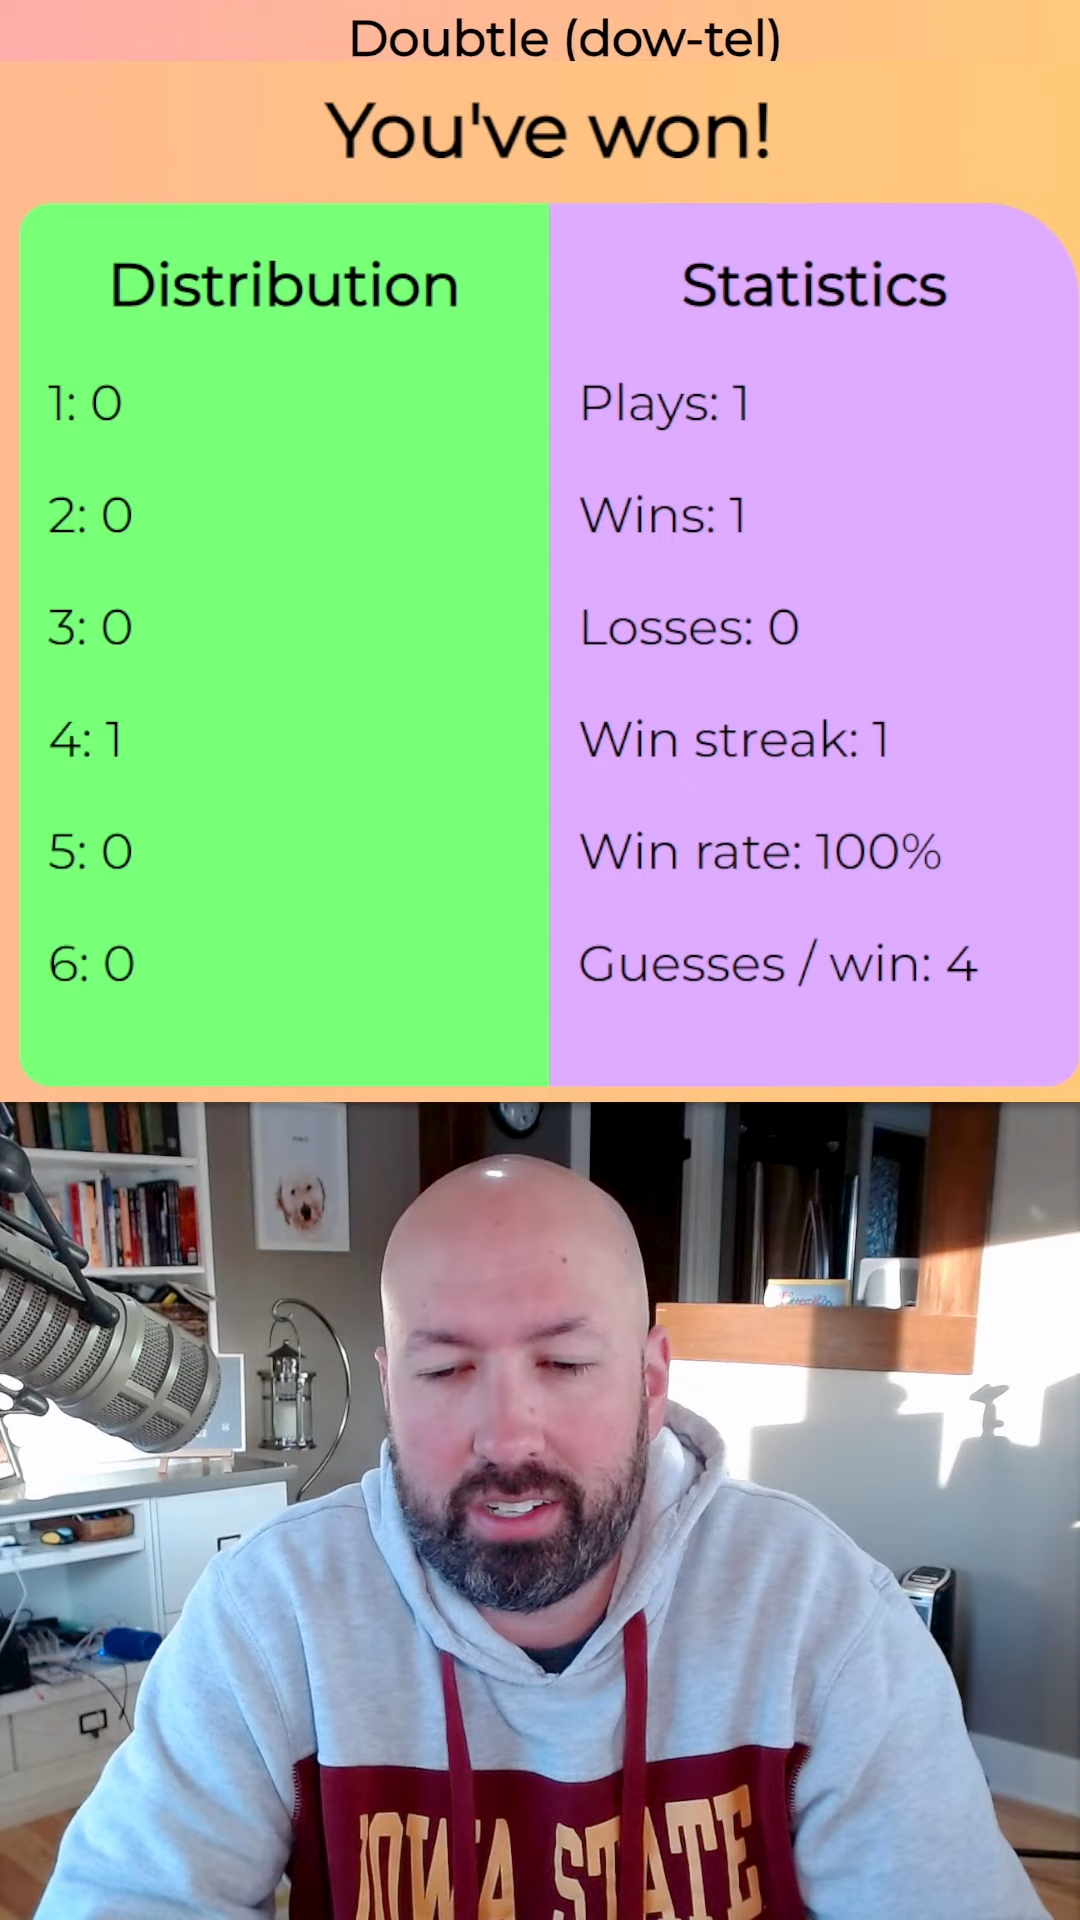 Doubtle (dow-tel)
You've won!
Distribution
1: 0
2: 0
3: 0
4: 1
5: 0
6: 0
Statistics
Plays: 1
Wins: 1
Losses: 0
Win streak: 1
Win rate: 100%
Guesses / win: 4
IOWA STATE